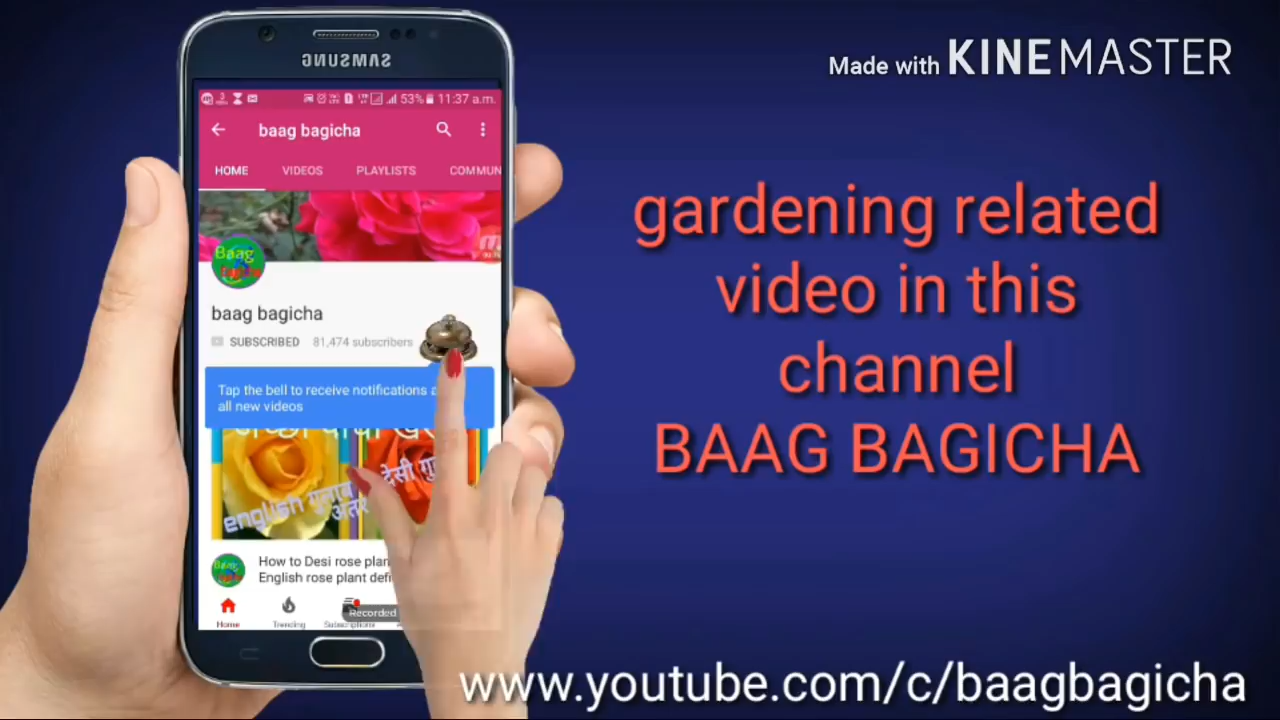 Made with KINEMASTER
SAMSUNG
53% 11:37 a.m.
baag bagicha
HOME VIDEOS PLAYLISTS COMMUN
Baag
baag bagicha
SUBSCRIBED 81,474 subscribers
Tap the bell to receive notifications
all new videos
english गुलाब
देसी
अंतर
How to Desi rose plan
English rose plant defi
Home Trending Subscriptions
Recorded
gardening related
video in this
channel
BAAG BAGICHA
www.youtube.com/c/baagbagicha